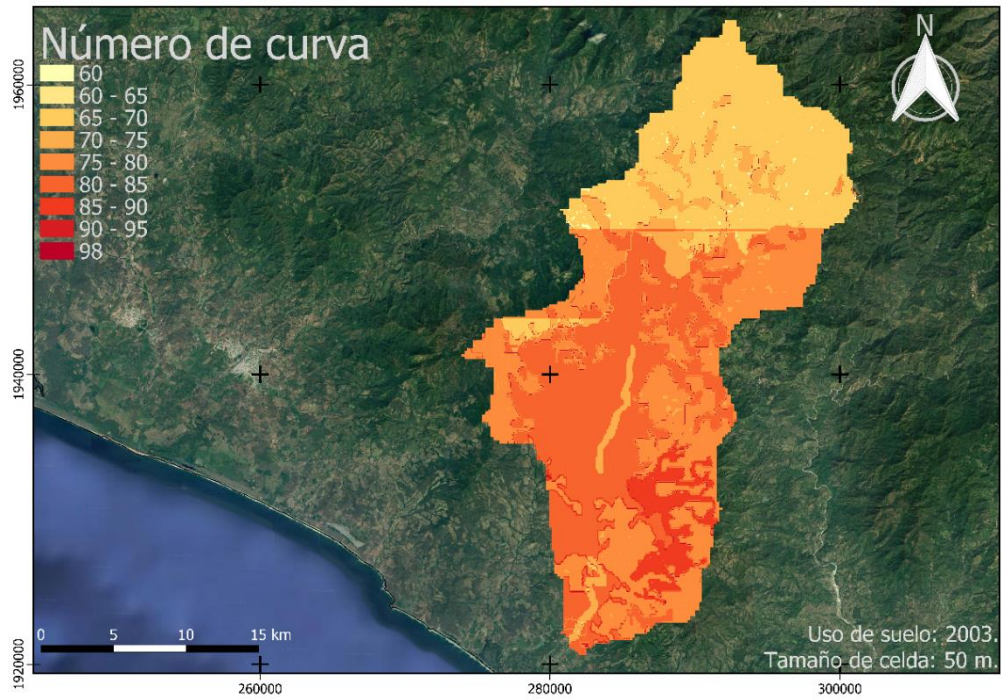 Número de curva
60
60 - 65
65 - 70
70 - 75
75 - 80
80 - 85
85 - 90
90 - 95
98
N
1960000
1940000
1920000
0 5 10 15 km
Uso de suelo: 2003.
Tamaño de celda: 50 m.
260000 280000 300000